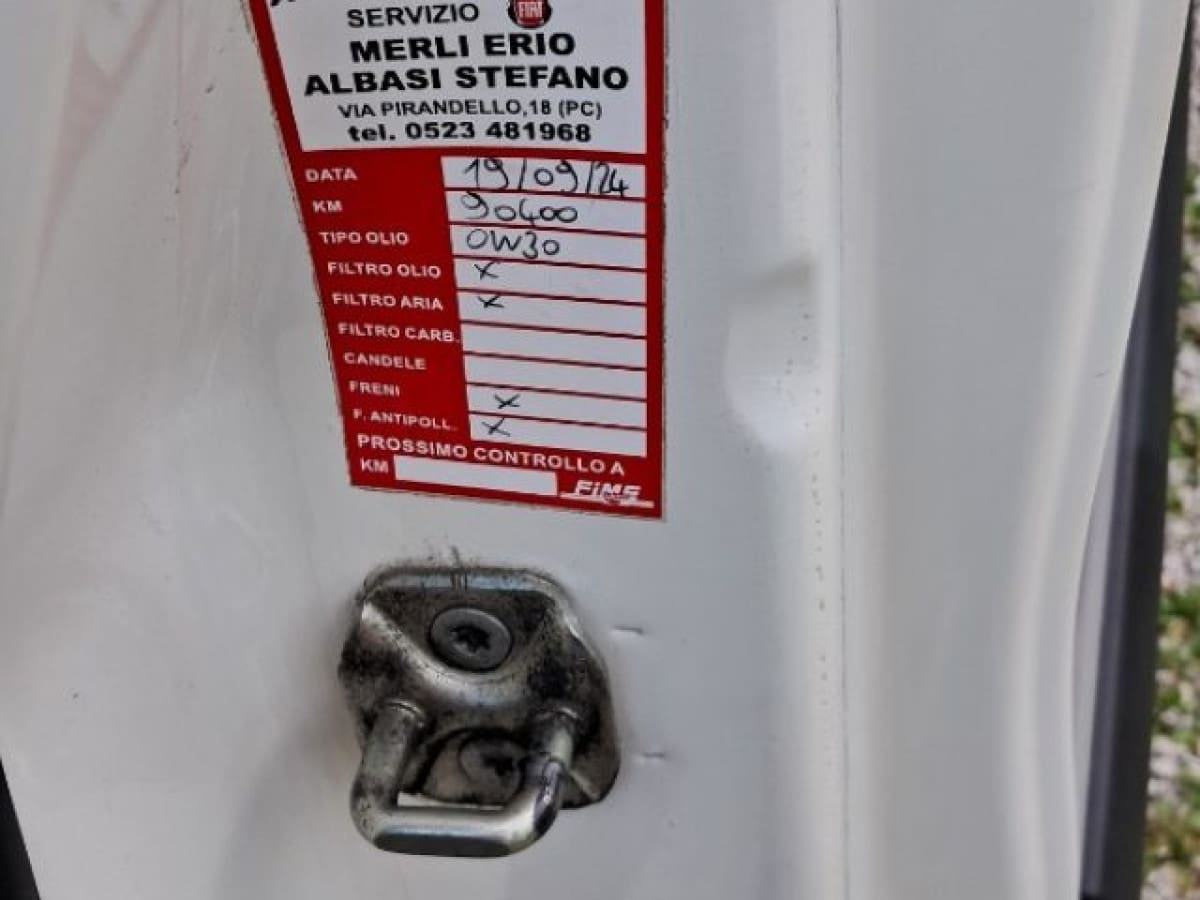 SERVIZIO FIAT
MERLI ERIO
ALBASI STEFANO
VIA PIRANDELLO,18 (PC)
tel. 0523 481968
DATA 19/09/24
KM 90400
TIPO OLIO 0W30
FILTRO OLIO x
FILTRO ARIA x
FILTRO CARB.
CANDELE
FRENI x
F. ANTIPOLL. x
PROSSIMO CONTROLLO A
KM FIMS